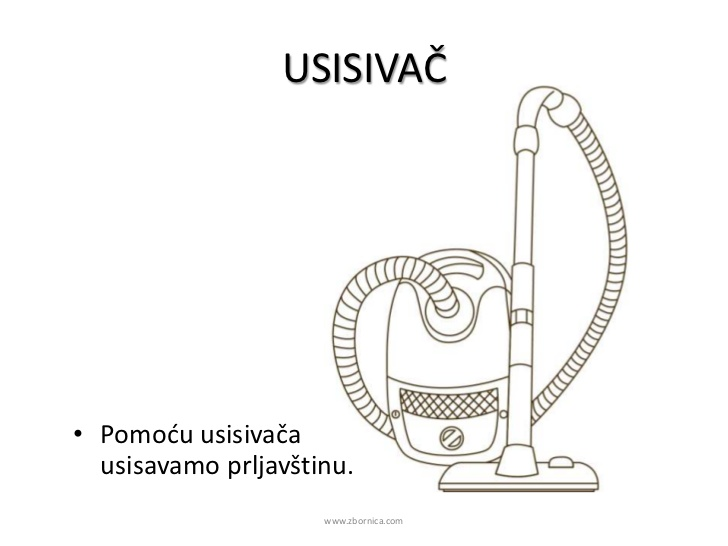 USISIVAČ
• Pomoću usisivača
usisavamo prljavštinu.
www.zbornica.com